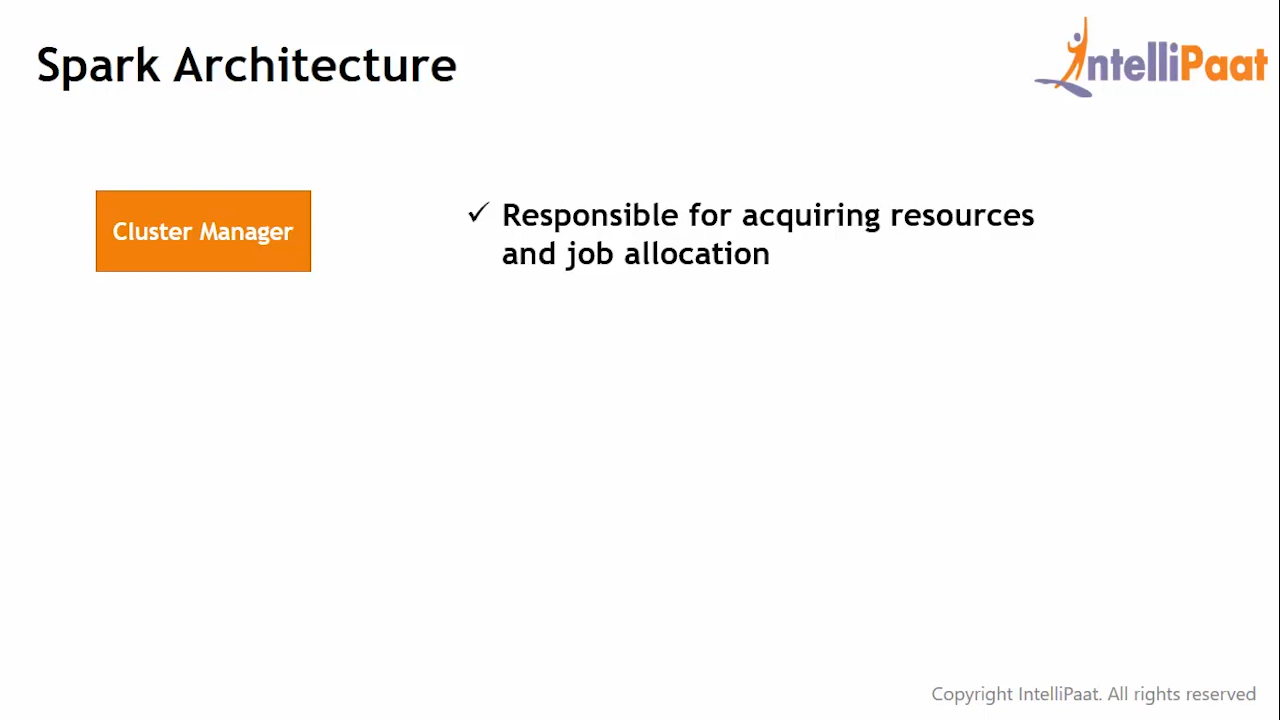 Spark Architecture
IntelliPaat
Cluster Manager
✓ Responsible for acquiring resources
and job allocation
Copyright IntelliPaat. All rights reserved